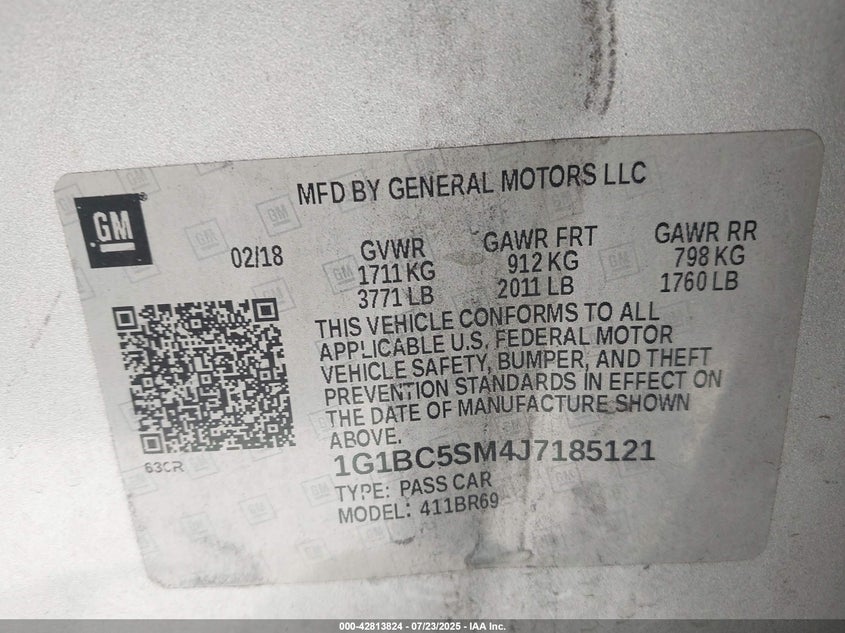 MFD BY GENERAL MOTORS LLC
GM
02/18
GVWR
1711 KG
3771 LB
GAWR FRT
912 KG
2011 LB
GAWR RR
798 KG
1760 LB
THIS VEHICLE CONFORMS TO ALL
APPLICABLE U.S. FEDERAL MOTOR
VEHICLE SAFETY, BUMPER, AND THEFT
PREVENTION STANDARDS IN EFFECT ON
THE DATE OF MANUFACTURE SHOWN
ABOVE.
63CR
1G1BC5SM4J7185121
TYPE: PASS CAR
MODEL: 411BR69
000-42813824 - 07/23/2025 - IAA Inc.